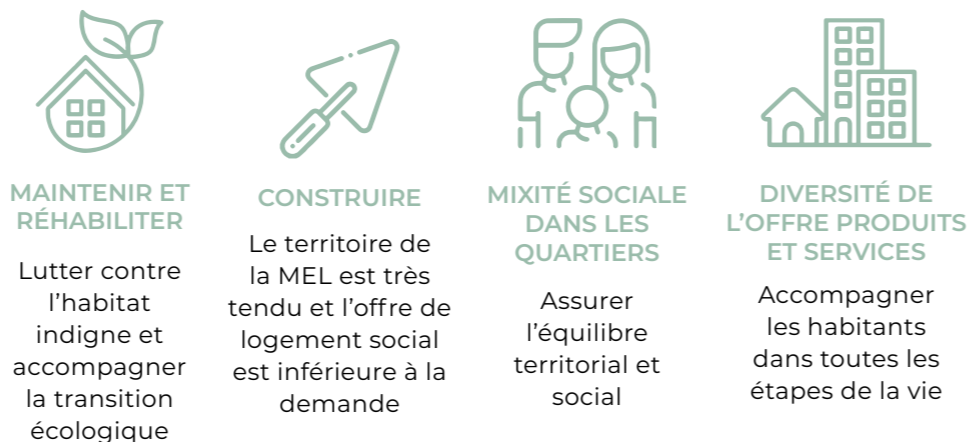 MAINTENIR ET
RÉHABILITER
Lutter contre
l'habitat
indigne et
accompagner
la transition
écologique
CONSTRUIRE
Le territoire de
la MEL est très
tendu et l'offre de
logement social
est inférieure à la
demande
MIXITÉ SOCIALE
DANS LES
QUARTIERS
Assurer
l'équilibre
territorial et
social
DIVERSITÉ DE
L'OFFRE PRODUITS
ET SERVICES
Accompagner
les habitants
dans toutes les
étapes de la vie